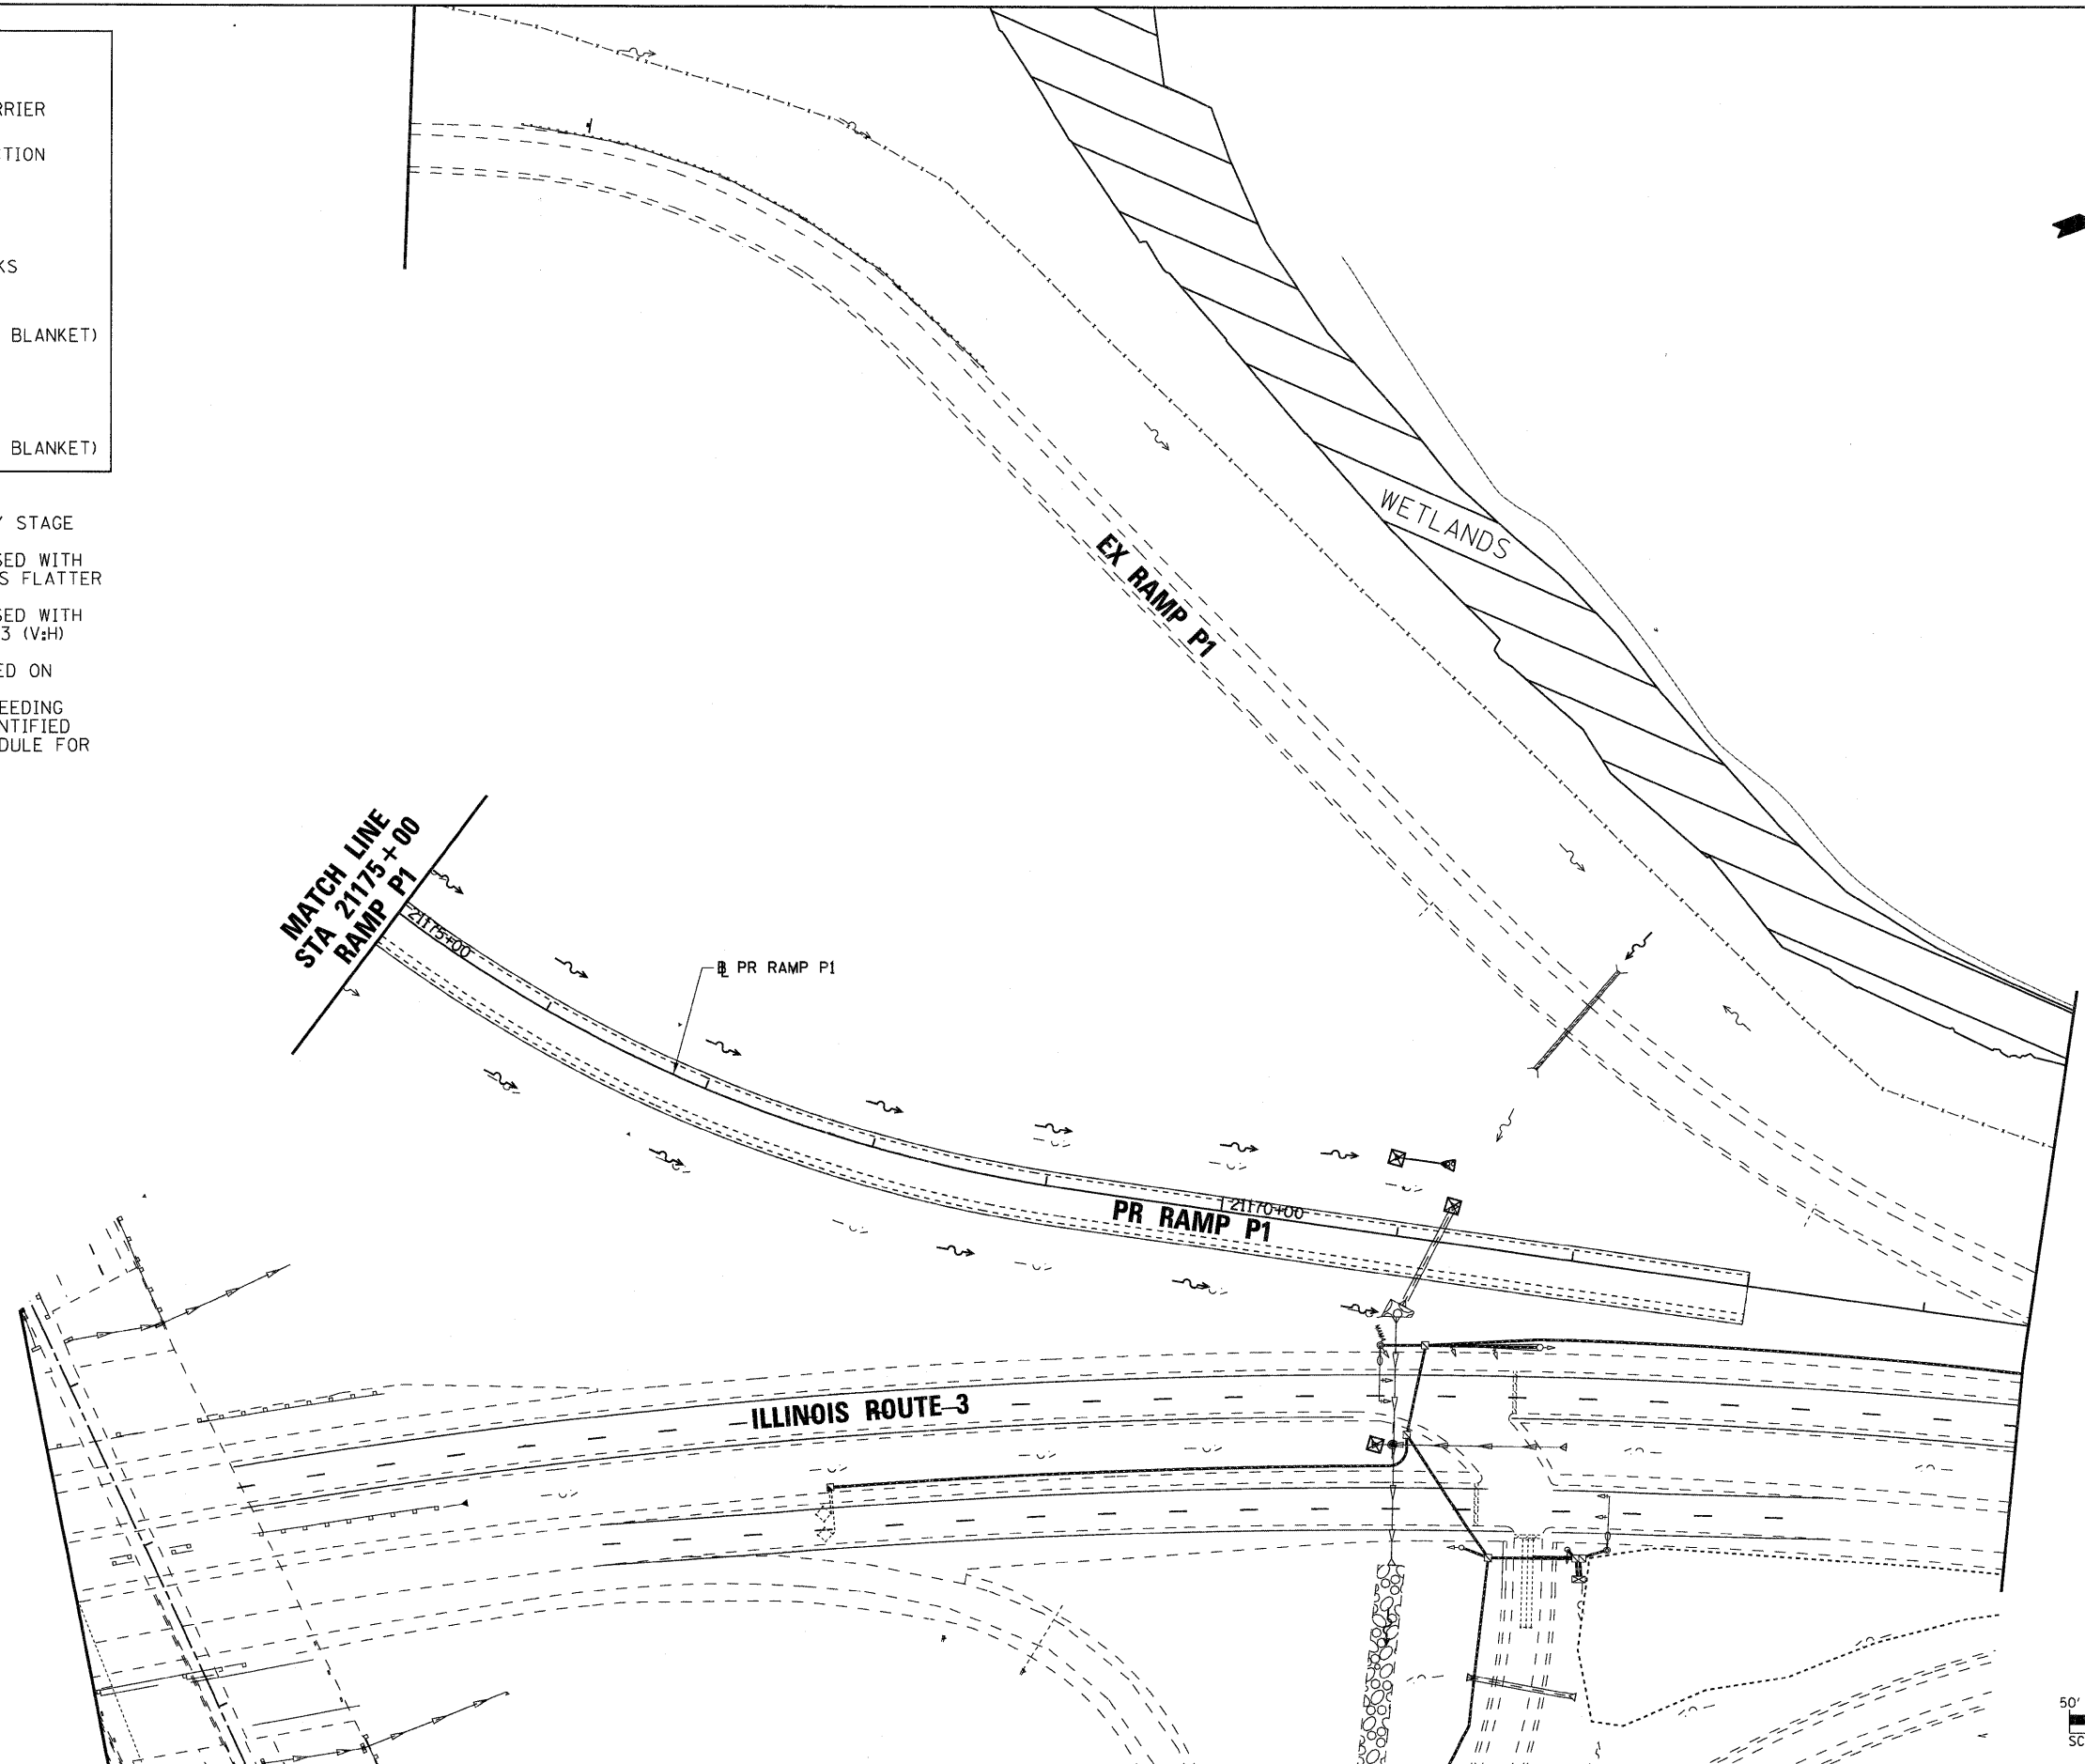 RRIER
CTION
KS
BLANKET)
BLANKET)
STAGE
SED WITH
S FLATTER
SED WITH
3 (V:H)
ED ON
EEDING
NTIFIED
DULE FOR
WETLANDS
EX RAMP P1
MATCH LINE
STA 21175+00
RAMP P1
21175+00
PR RAMP P1
21170+00
PR RAMP P1
ILLINOIS ROUTE 3
50'
SC